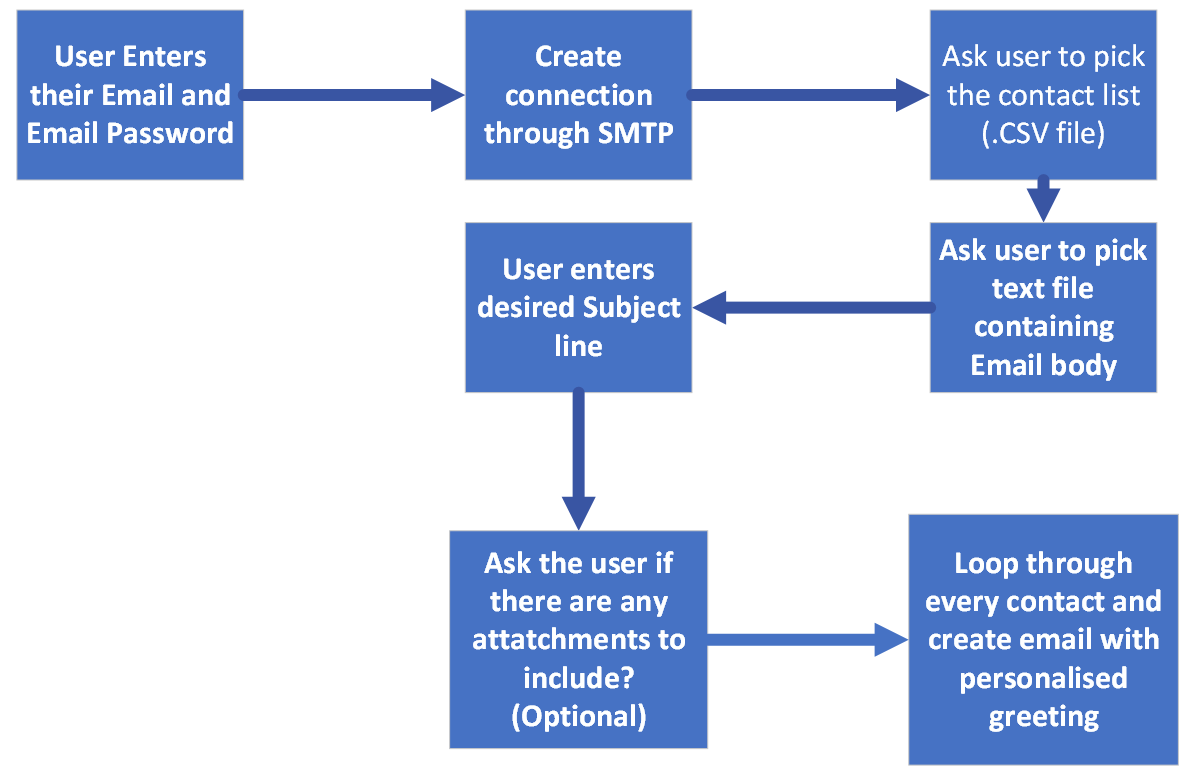 User Enters
their Email and
Email Password
Create
connection
through SMTP
Ask user to pick
the contact list
(.CSV file)
Ask user to pick
text file
containing
Email body
User enters
desired Subject
line
Ask the user if
there are any
attatchments to
include?
(Optional)
Loop through
every contact and
create email with
personalised
greeting